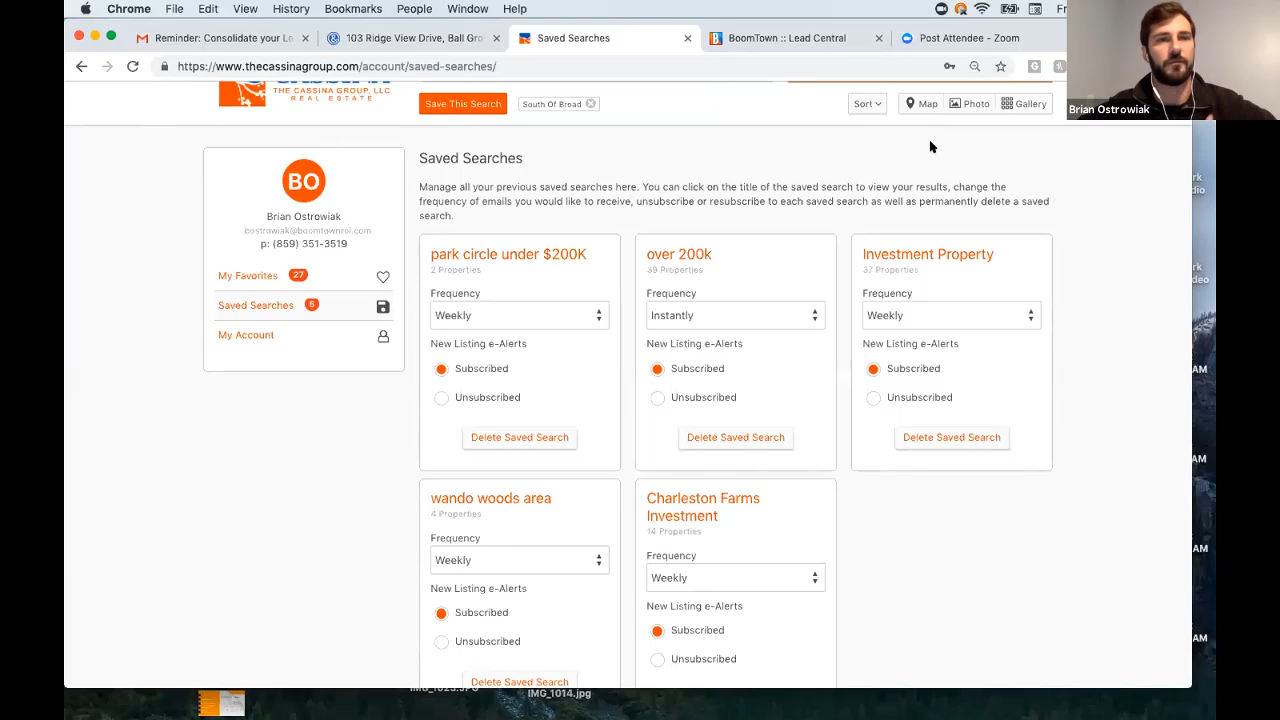 Chrome File Edit View History Bookmarks People Window Help
Reminder: Consolidate your Le
103 Ridge View Drive, Ball Gro
Saved Searches
BoomTown :: Lead Central
Post Attendee - Zoom
https://www.thecassinagroup.com/account/saved-searches/
Brian Ostrowiak
THE CASSINA GROUP, LLC
REAL ESTATE
Save This Search
South Of Broad
Sort
Map
Photo
Gallery
BO
Brian Ostrowiak
bostrowiak@boomtownroi.com
p: (859) 351-3519
My Favorites 27
Saved Searches 5
My Account
Saved Searches
Manage all your previous saved searches here. You can click on the title of the saved search to view your results, change the
frequency of emails you would like to receive, unsubscribe or resubscribe to each saved search as well as permanently delete a saved
search.
park circle under $200K
2 Properties
Frequency
Weekly
New Listing e-Alerts
Subscribed
Unsubscribed
Delete Saved Search
over 200k
39 Properties
Frequency
Instantly
New Listing e-Alerts
Subscribed
Unsubscribed
Delete Saved Search
Investment Property
37 Properties
Frequency
Weekly
New Listing e-Alerts
Subscribed
Unsubscribed
Delete Saved Search
wando woods area
4 Properties
Frequency
Weekly
New Listing e-Alerts
Subscribed
Unsubscribed
Delete Saved Search
Charleston Farms
Investment
14 Properties
Frequency
Weekly
New Listing e-Alerts
Subscribed
Unsubscribed
AM
AM
AM
AM
IMG_1014.jpg